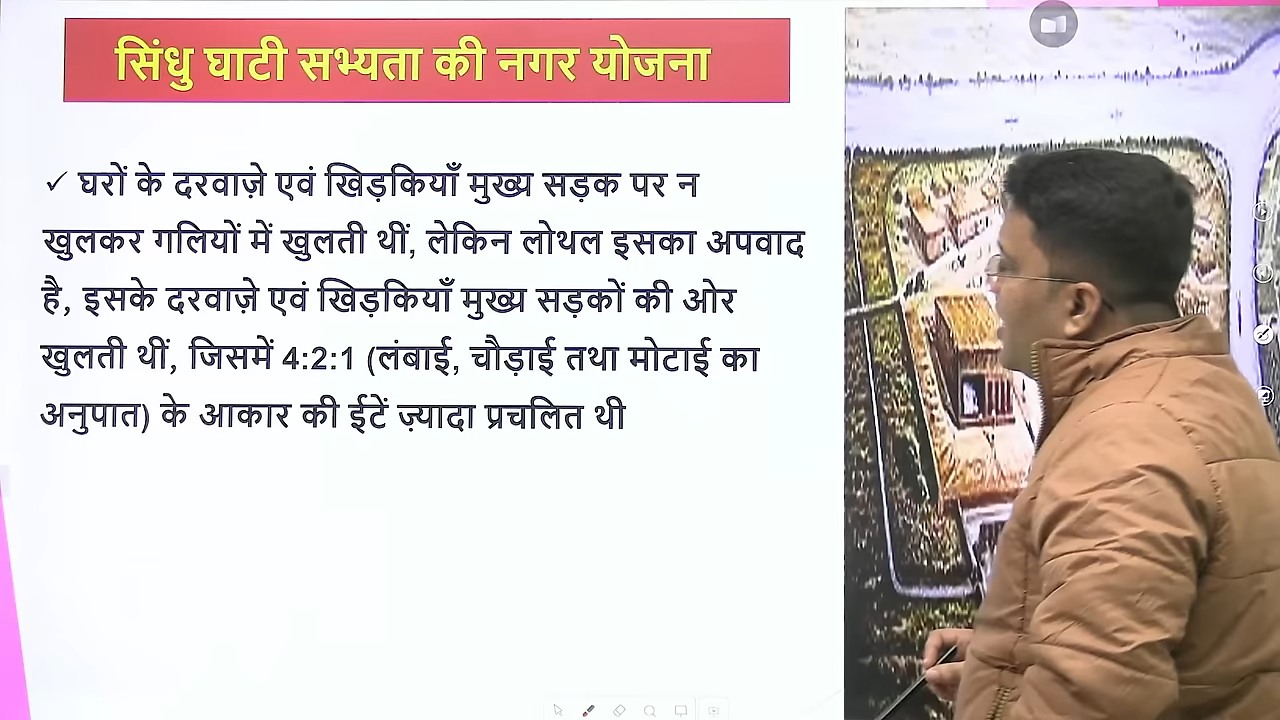 सिंधु घाटी सभ्यता की नगर योजना
✓ घरों के दरवाज़े एवं खिड़कियाँ मुख्य सड़क पर न
खुलकर गलियों में खुलती थीं, लेकिन लोथल इसका अपवाद
है, इसके दरवाज़े एवं खिड़कियाँ मुख्य सड़कों की ओर
खुलती थीं, जिसमें 4:2:1 (लंबाई, चौड़ाई तथा मोटाई का
अनुपात) के आकार की ईटें ज़्यादा प्रचलित थी